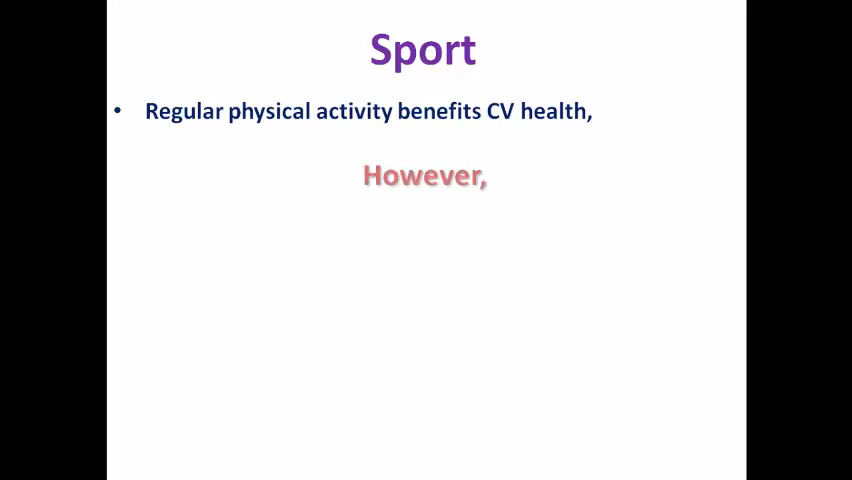 Sport
• Regular physical activity benefits CV health,
However,